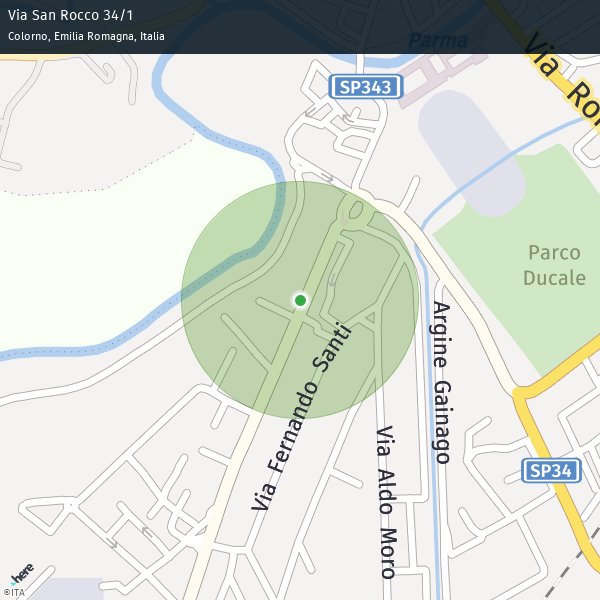 Via San Rocco 34/1
Colorno, Emilia Romagna, Italia
Parma
Via Ro
SP343
Parco
Ducale
Argine Gainago
Via Fernando Santi
Via Aldo Moro
SP34
here
©ITA